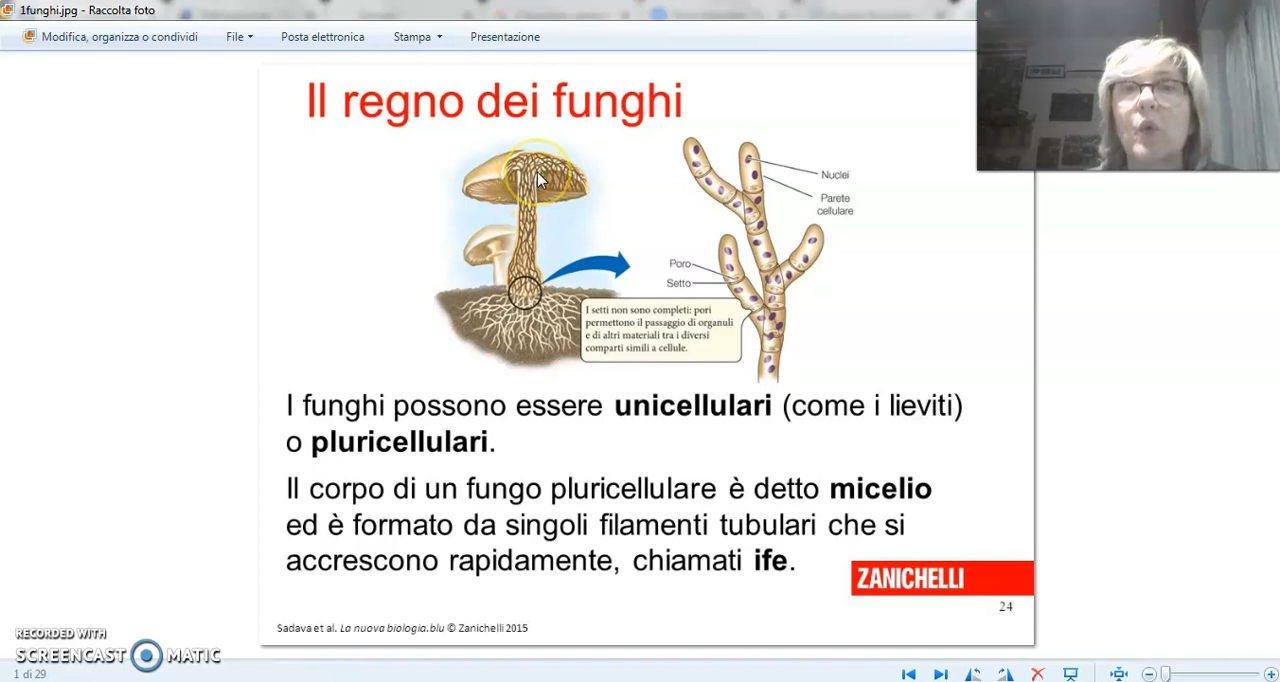 1funghi.jpg - Raccolta foto
Modifica, organizza o condividi File Posta elettronica Stampa Presentazione
Il regno dei funghi
Nuclei
Parete
cellulare
Poro
Setto
I setti non sono completi: pori
permettono il passaggio di organuli
e di altri materiali tra i diversi
comparti simili a cellule.
I funghi possono essere unicellulari (come i lieviti)
o pluricellulari.
Il corpo di un fungo pluricellulare è detto micelio
ed è formato da singoli filamenti tubulari che si
accrescono rapidamente, chiamati ife.
ZANICHELLI
24
Sadava et al. La nuova biologia.blu © Zanichelli 2015
RECORDED WITH
SCREENCAST MATIC
1 di 29